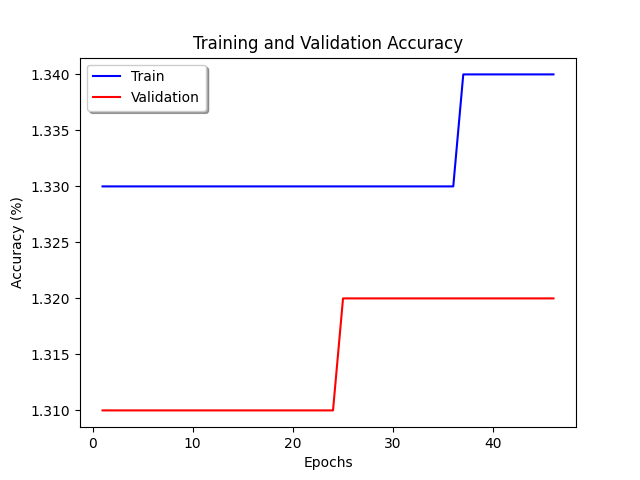 Training and Validation Accuracy
Train
Validation
1.340
1.335
1.330
1.325
1.320
1.315
1.310
Accuracy (%)
0 10 20 30 40
Epochs